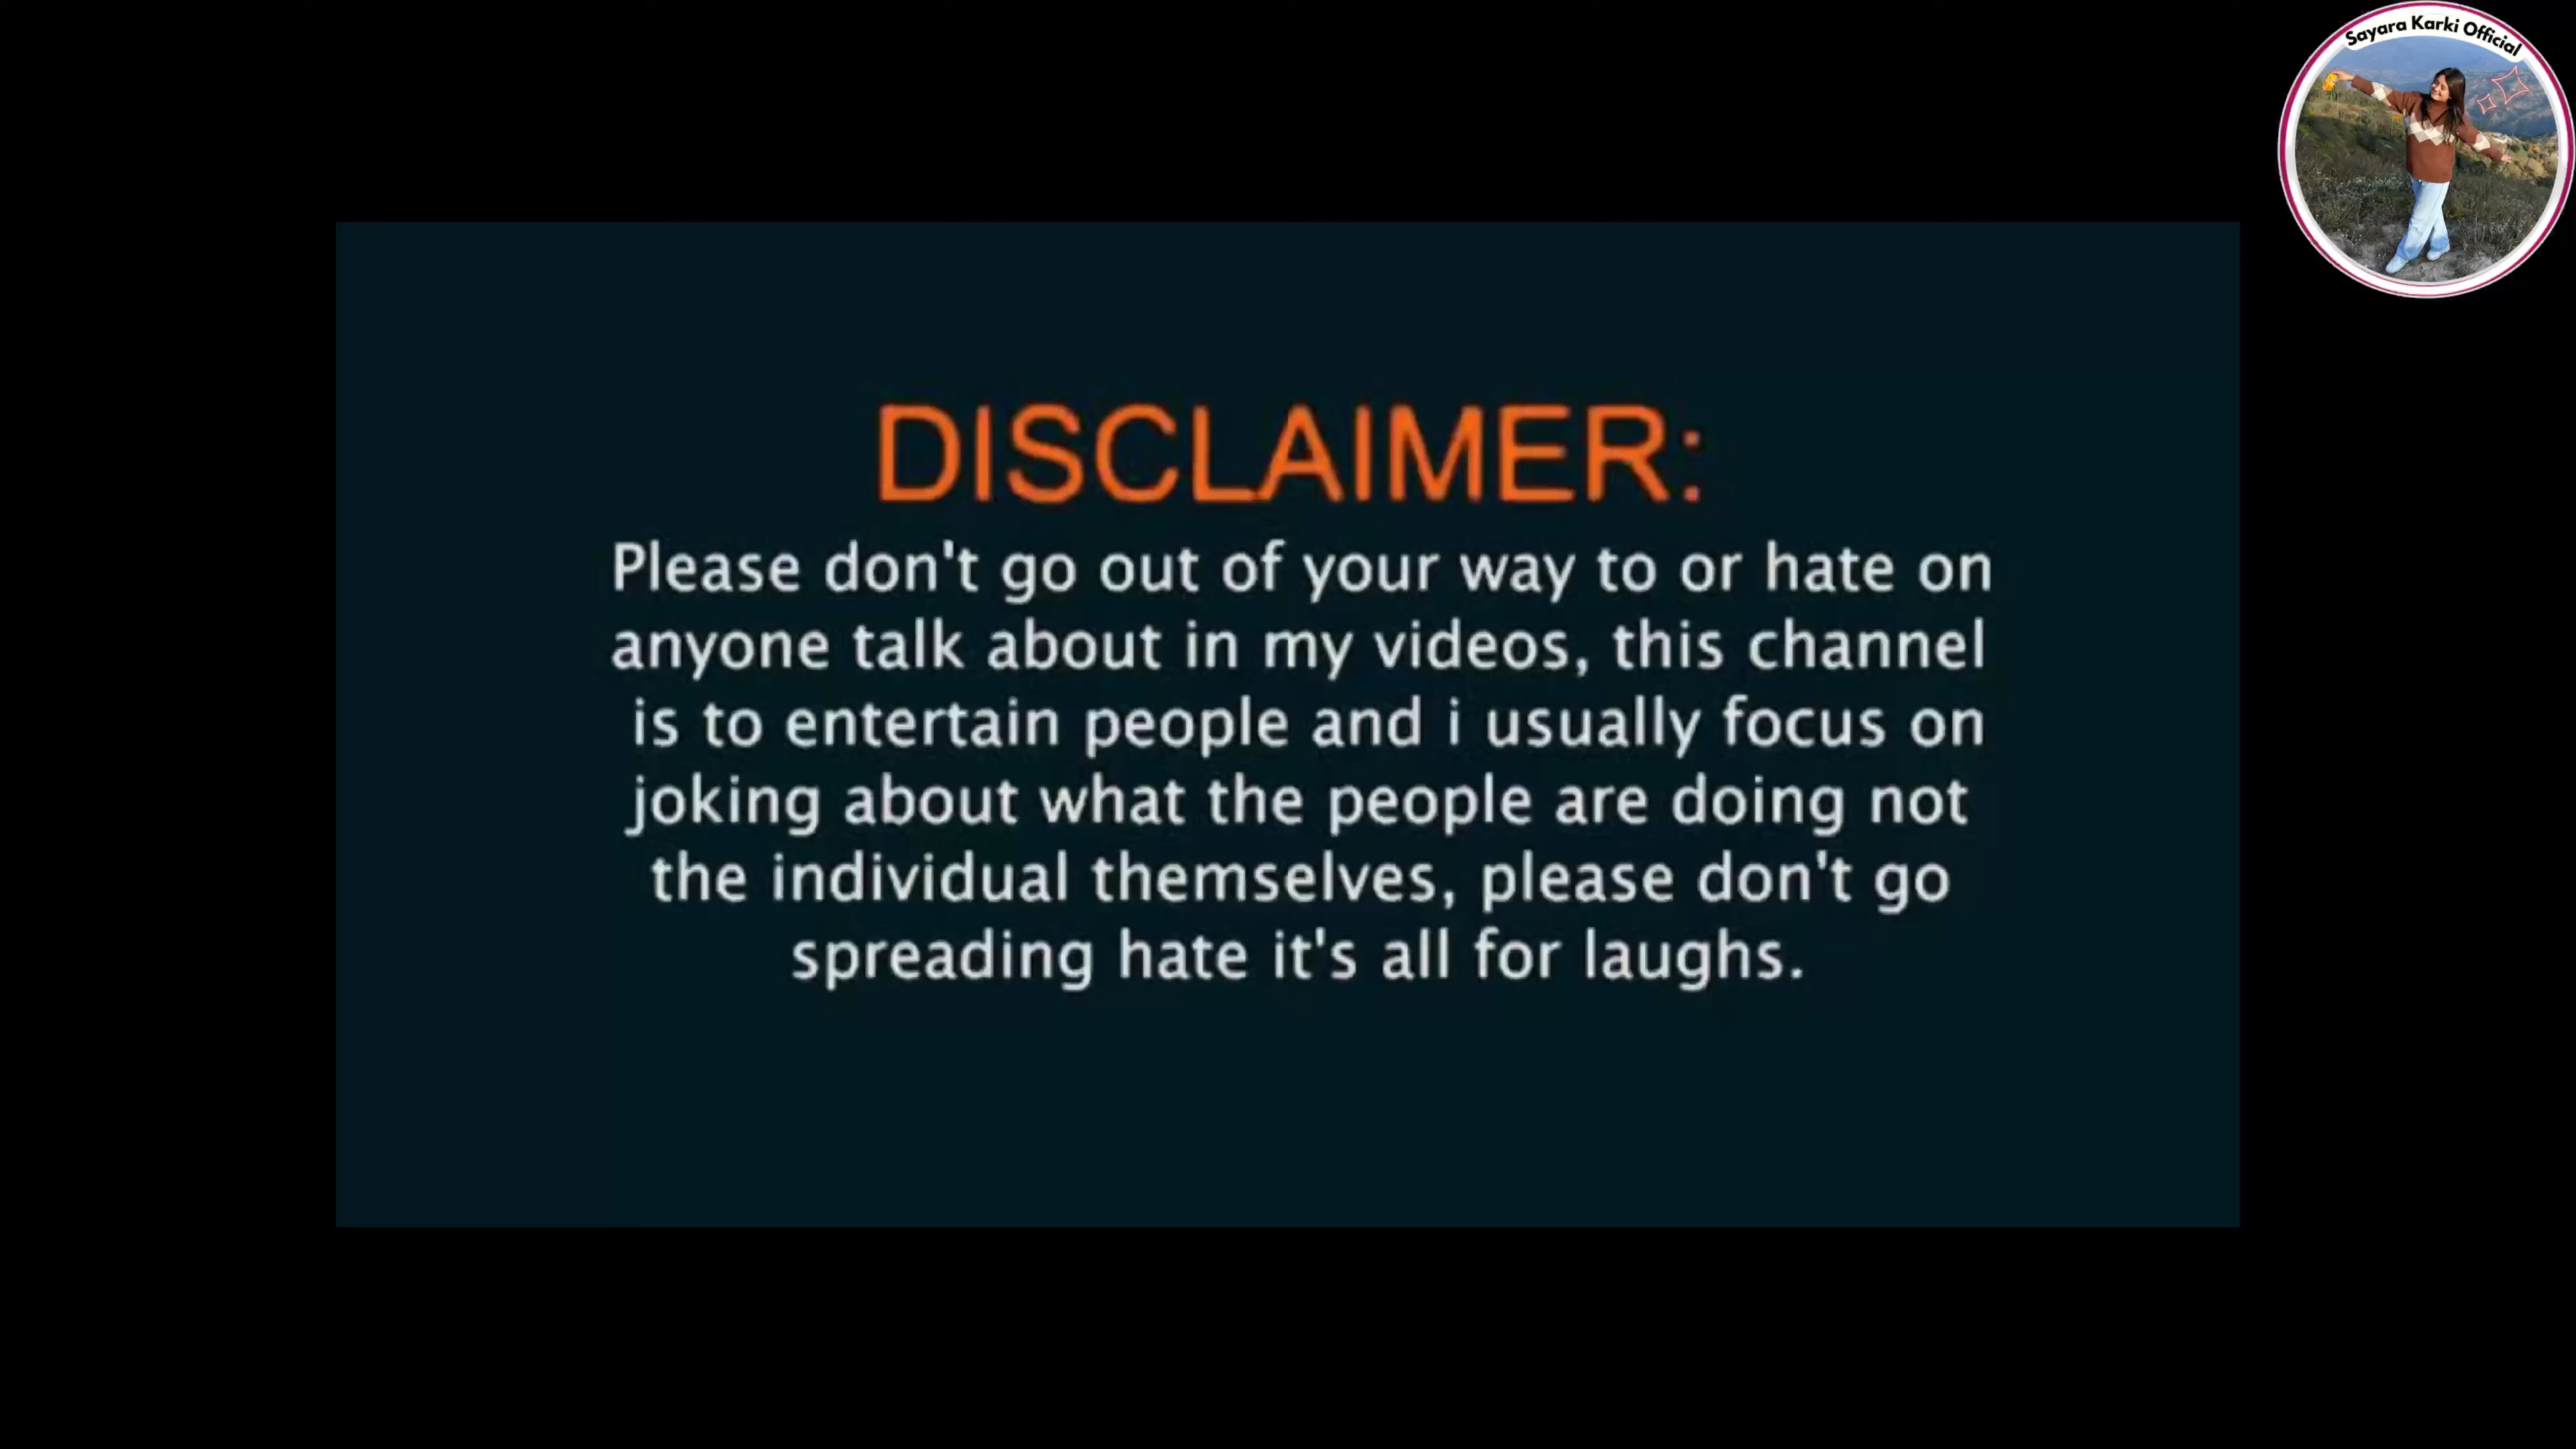 Sayara Karki Official
DISCLAIMER:
Please don't go out of your way to or hate on
anyone talk about in my videos, this channel
is to entertain people and i usually focus on
joking about what the people are doing not
the individual themselves, please don't go
spreading hate it's all for laughs.